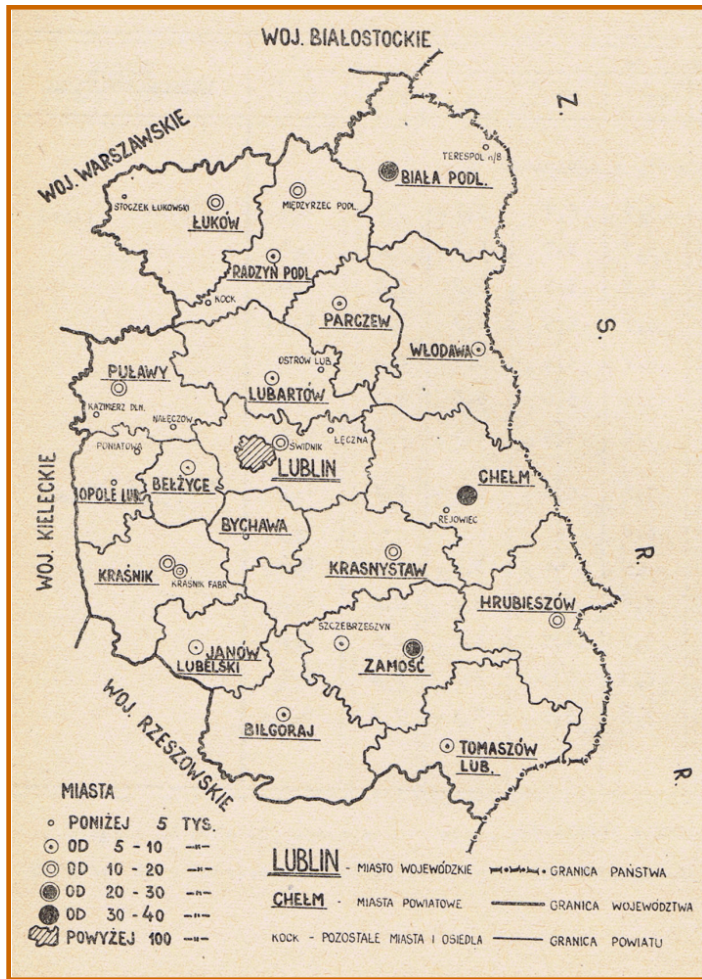 WOJ. BIAŁOSTOCKIE
Z.
WOJ. WARSZAWSKIE
TERESPOL n/B
BIAŁA PODL.
STOCZEK ŁUKOWSKI
ŁUKÓW
MIĘDZYRZEC PODL.
RADZYŃ PODL.
KOCK
PARCZEW
S.
WŁODAWA
OSTRÓW LUB.
PUŁAWY
LUBARTÓW
KAZIMIERZ DLN.
NAŁĘCZÓW
PONIATOWA
ŚWIDNIK
ŁĘCZNA
LUBLIN
WOJ. KIELECKIE
OPOLE LUB.
BEŁŻYCE
CHEŁM
REJOWIEC
BYCHAWA
R.
KRAŚNIK
KRAŚNIK FABR.
KRASNYSTAW
HRUBIESZÓW
SZCZEBRZESZYN
JANÓW
LUBELSKI
ZAMOŚĆ
WOJ. RZESZOWSKIE
BIŁGORAJ
TOMASZÓW
LUB.
R.
MIASTA
PONIŻEJ 5 TYS.
OD 5 - 10 -"-
OD 10 - 20 -"-
OD 20 - 30 -"-
OD 30 - 40 -"-
POWYŻEJ 100 -"-
LUBLIN - MIASTO WOJEWÓDZKIE
CHEŁM - MIASTA POWIATOWE
KOCK - POZOSTAŁE MIASTA I OSIEDLA
GRANICA PAŃSTWA
GRANICA WOJEWÓDZTWA
GRANICA POWIATU